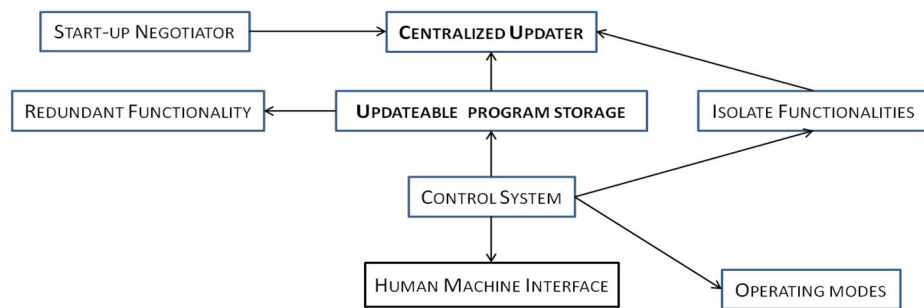 START-UP NEGOTIATOR
CENTRALIZED UPDATER
REDUNDANT FUNCTIONALITY
UPDATEABLE PROGRAM STORAGE
ISOLATE FUNCTIONALITIES
CONTROL SYSTEM
HUMAN MACHINE INTERFACE
OPERATING MODES